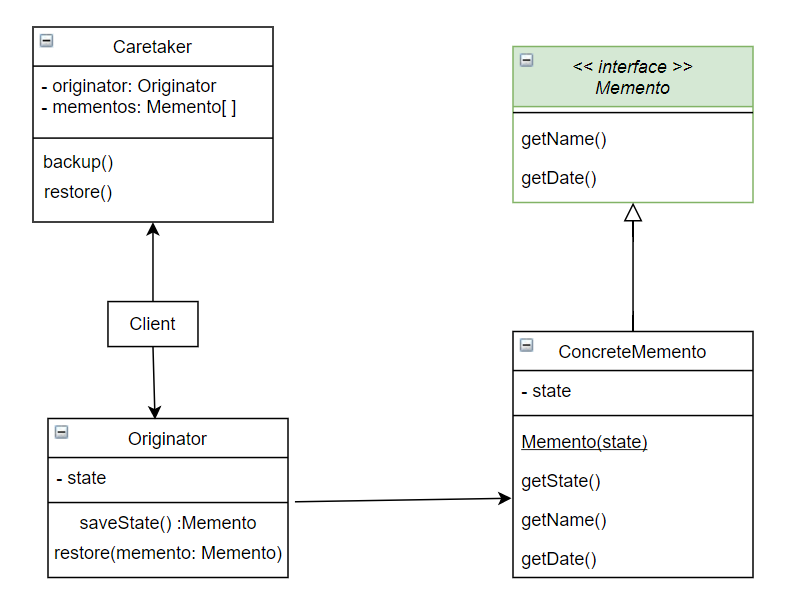 Caretaker
- originator: Originator
- mementos: Memento[ ]
backup()
restore()
<< interface >>
Memento
getName()
getDate()
Client
Originator
- state
saveState() :Memento
restore(memento: Memento)
ConcreteMemento
- state
Memento(state)
getState()
getName()
getDate()